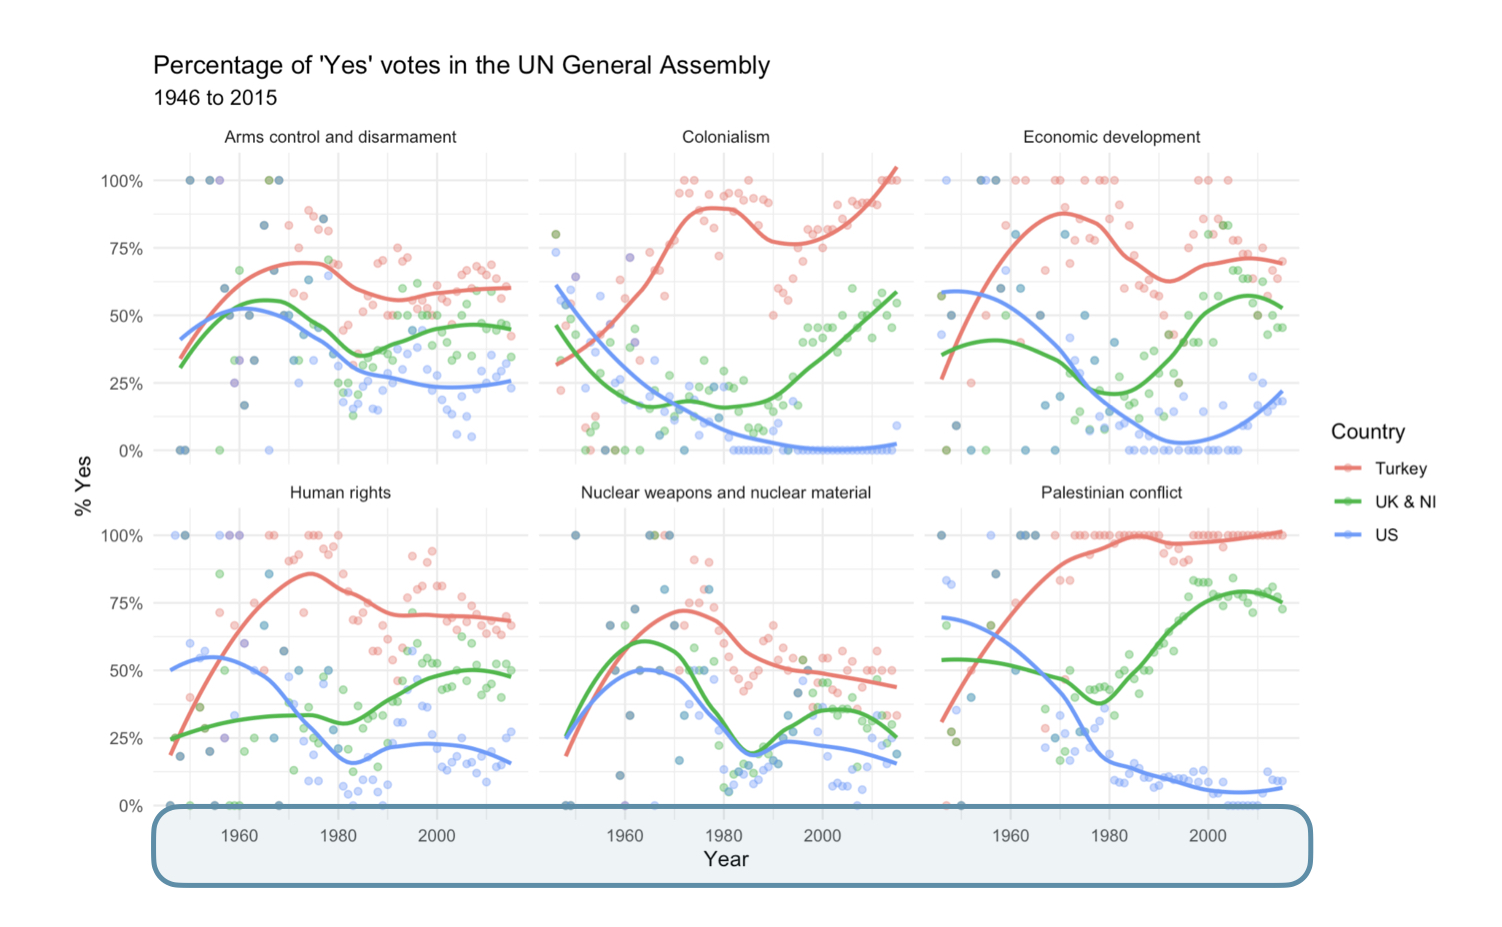 Percentage of 'Yes' votes in the UN General Assembly
1946 to 2015
Arms control and disarmament
Colonialism
Economic development
100%
75%
50%
25%
0%
% Yes
Human rights
Nuclear weapons and nuclear material
Palestinian conflict
100%
75%
50%
25%
0%
1960 1980 2000
1960 1980 2000
1960 1980 2000
Year
Country
Turkey
UK & NI
US